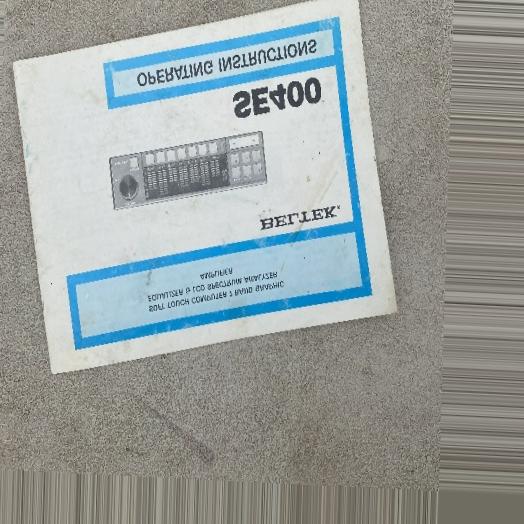 SOFT TOUCH COMPUTER 7 BAND GRAPHIC
EQUALIZER & LCD SPECTRUM ANALYZER
AMPLIFIER
BELTEK
SE400
OPERATING INSTRUCTIONS